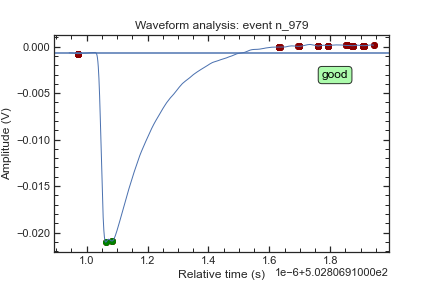 Waveform analysis: event n_979
0.000
−0.005
−0.010
−0.015
−0.020
Amplitude (V)
good
1.0
1.2
1.4
1.6
1.8
Relative time (s)
1e−6+5.0280691000e2